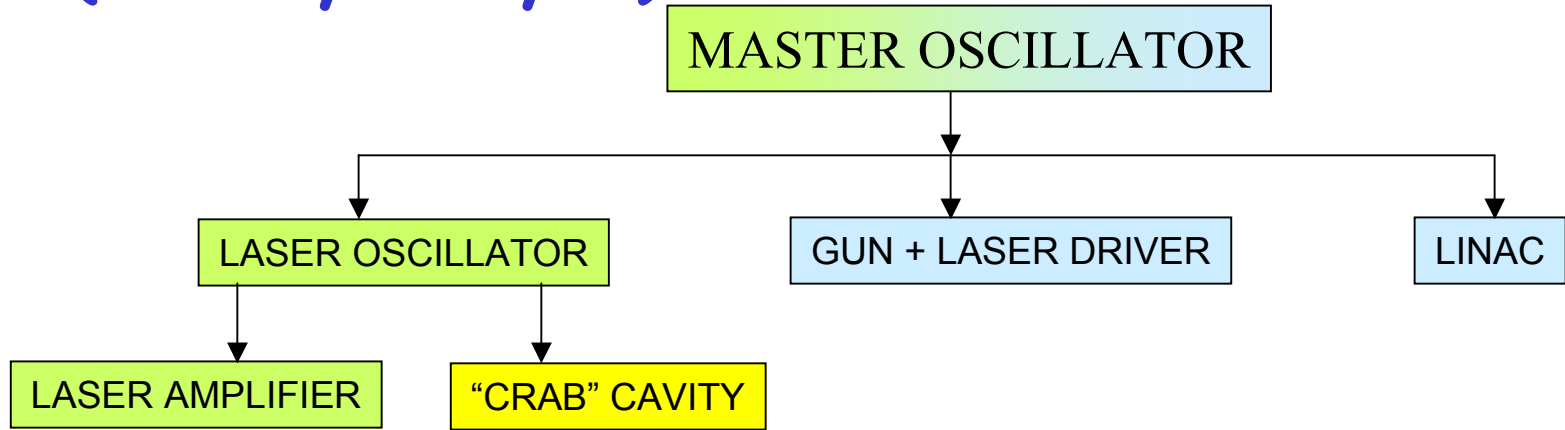 MASTER OSCILLATOR
LASER OSCILLATOR
GUN + LASER DRIVER
LINAC
LASER AMPLIFIER
“CRAB” CAVITY